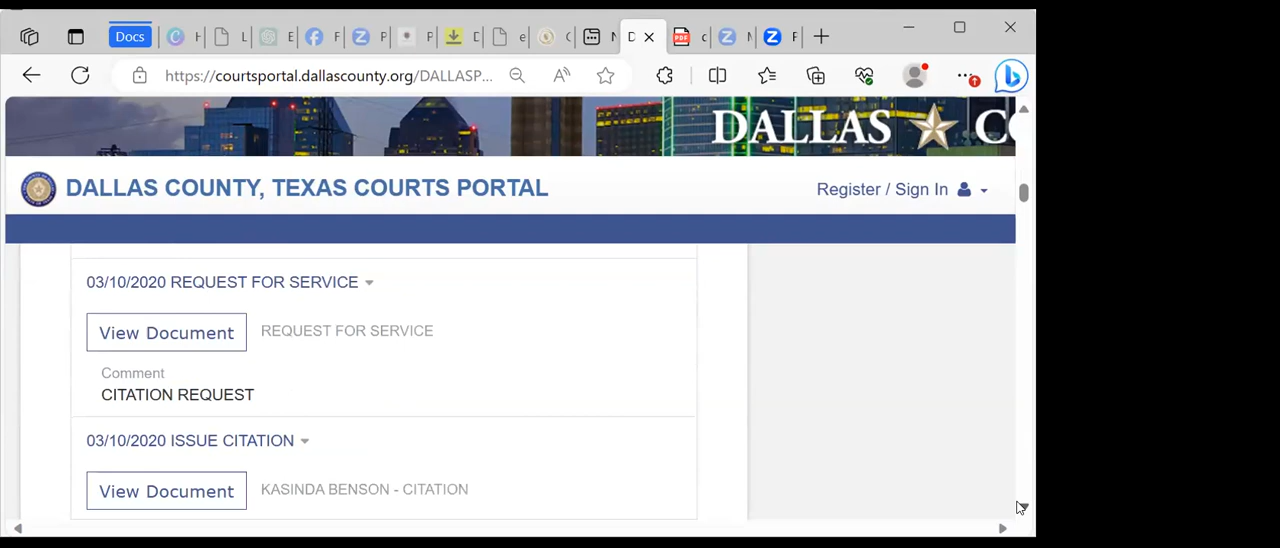 Docs
H
L
E
F
P
P
D
e
C
N
D
PDF
c
N
F
https://courtsportal.dallascounty.org/DALLASP...
DALLAS CO
DALLAS COUNTY, TEXAS COURTS PORTAL
Register / Sign In
03/10/2020 REQUEST FOR SERVICE
View Document
REQUEST FOR SERVICE
Comment
CITATION REQUEST
03/10/2020 ISSUE CITATION
View Document
KASINDA BENSON - CITATION